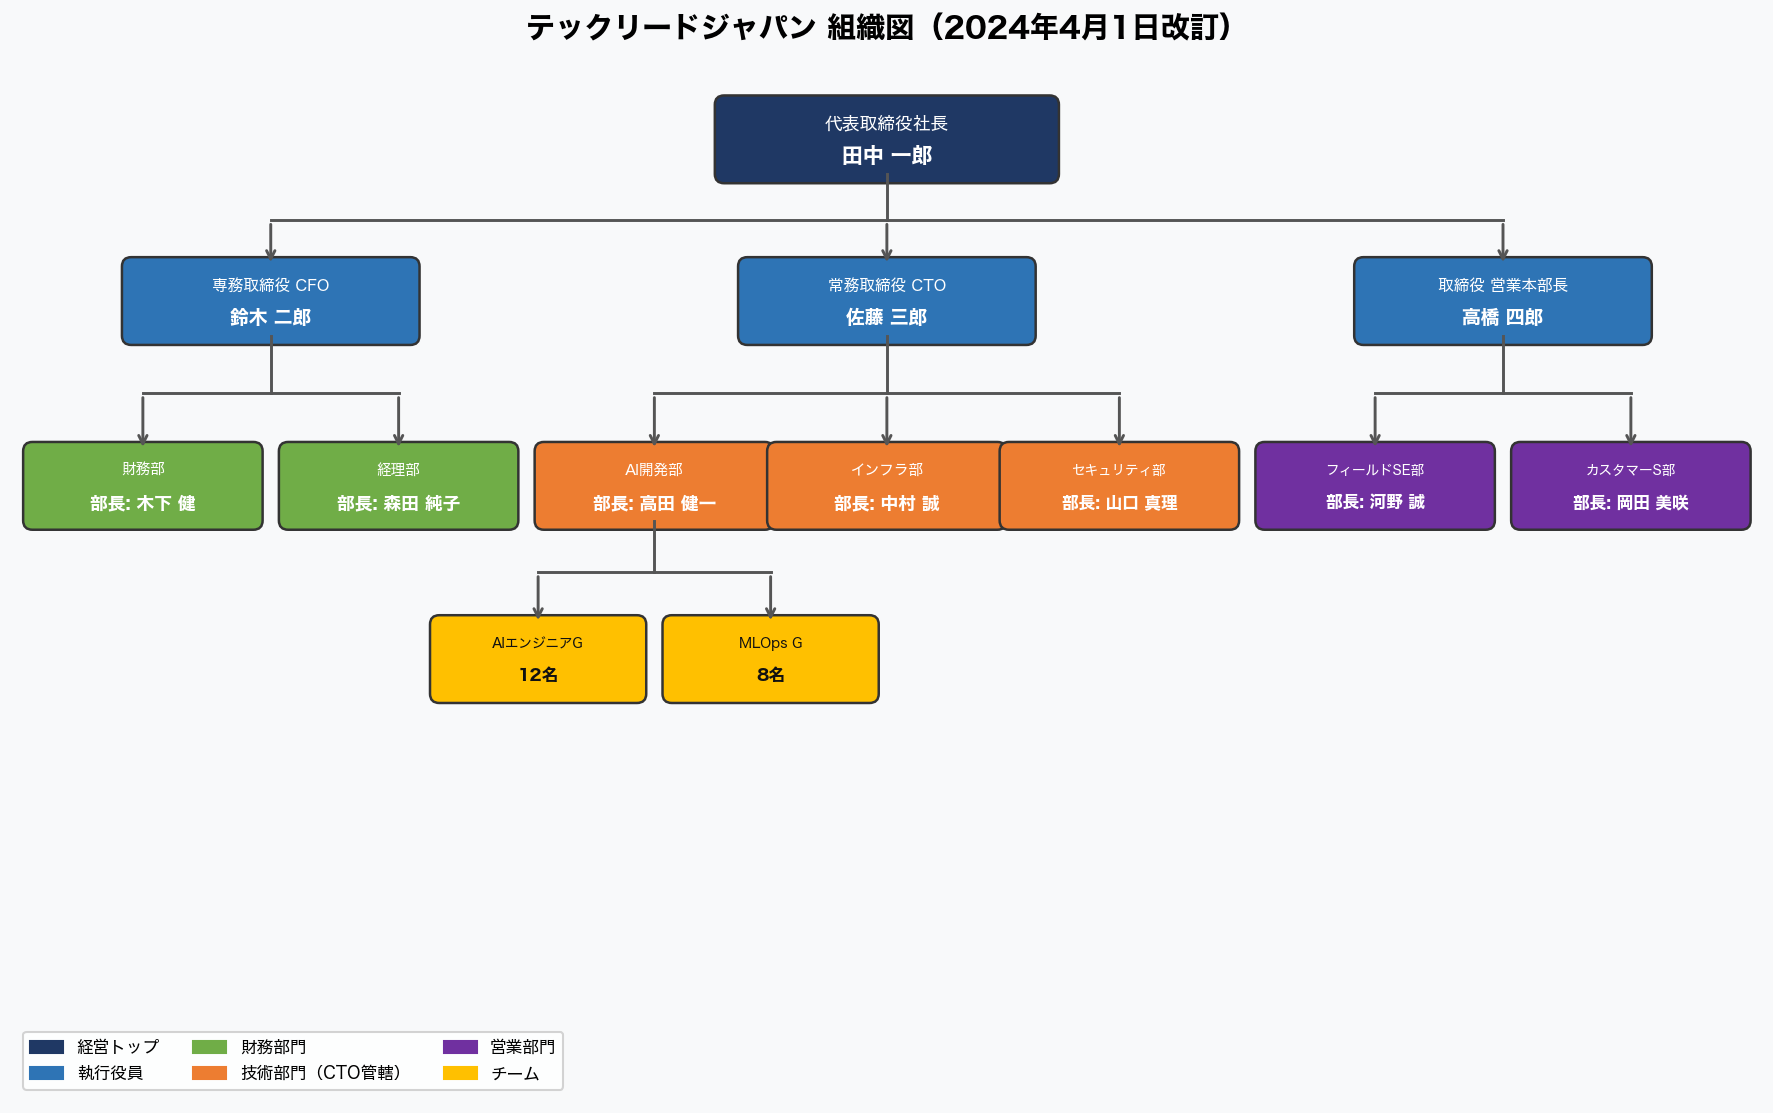 テックリードジャパン 組織図（2024年4月1日改訂）
代表取締役社長
田中 一郎
専務取締役 CFO
鈴木 二郎
常務取締役 CTO
佐藤 三郎
取締役 営業本部長
高橋 四郎
財務部
部長: 木下 健
経理部
部長: 森田 純子
AI開発部
部長: 高田 健一
インフラ部
部長: 中村 誠
セキュリティ部
部長: 山口 真理
フィールドSE部
部長: 河野 誠
カスタマーS部
部長: 岡田 美咲
AIエンジニアG
12名
MLOps G
8名
経営トップ
執行役員
財務部門
技術部門（CTO管轄）
営業部門
チーム